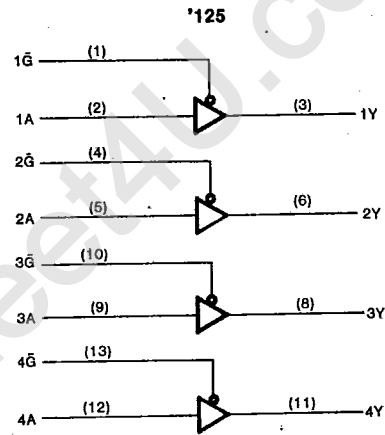 '125
1G̅ (1)
1A (2) (3) 1Y
2G̅ (4)
2A (5) (6) 2Y
3G̅ (10)
3A (9) (8) 3Y
4G̅ (13)
4A (12) (11) 4Y